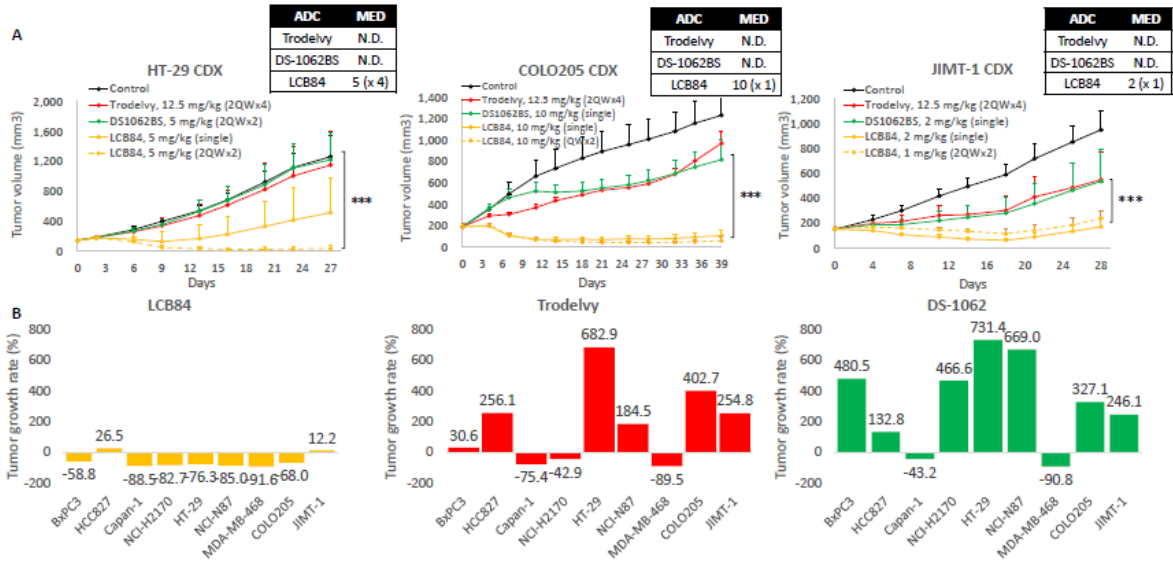 A
ADC MED
Trodelvy N.D.
DS-1062BS N.D.
LCB84 5 (x 4)
HT-29 CDX
Control
Trodelvy, 12.5 mg/kg (2QWx4)
DS1062BS, 5 mg/kg (2QWx2)
LCB84, 5 mg/kg (single)
LCB84, 5 mg/kg (2QWx2)
Tumor volume (mm3)
2,000
1,600
1,200
800
400
0
0 3 6 9 12 15 18 21 24 27
Days
***
ADC MED
Trodelvy N.D.
DS-1062BS N.D.
LCB84 10 (x 1)
COLO205 CDX
Control
Trodelvy, 12.5 mg/kg (2QWx4)
DS1062BS, 10 mg/kg (single)
LCB84, 10 mg/kg (single)
LCB84, 10 mg/kg (QWx2)
Tumor volume (mm3)
1,400
1,200
1,000
800
600
400
200
0
0 3 6 9 12 15 18 21 24 27 30 33 36 39
Days
***
ADC MED
Trodelvy N.D.
DS-1062BS N.D.
LCB84 2 (x 1)
JIMT-1 CDX
Control
Trodelvy, 12.5 mg/kg (2QWx4)
DS1062BS, 2 mg/kg (single)
LCB84, 2 mg/kg (single)
LCB84, 1 mg/kg (2QWx2)
Tumor volume (mm3)
1,200
1,000
800
600
400
200
0
0 4 8 12 16 20 24 28
Days
***
B
LCB84
Tumor growth rate (%)
800
600
400
200
0
-200
-58.8
26.5
-88.5
-82.7
-76.3
-85.0
-91.6
-68.0
12.2
BxPC3
HCC827
Capan-1
NCI-H2170
HT-29
NCI-N87
MDA-MB-468
COLO205
JIMT-1
Trodelvy
Tumor growth rate (%)
800
600
400
200
0
-200
30.6
256.1
-75.4
-42.9
682.9
184.5
-89.5
402.7
254.8
BxPC3
HCC827
Capan-1
NCI-H2170
HT-29
NCI-N87
MDA-MB-468
COLO205
JIMT-1
DS-1062
Tumor growth rate (%)
800
600
400
200
0
-200
480.5
132.8
-43.2
466.6
731.4
669.0
-90.8
327.1
246.1
BxPC3
HCC827
Capan-1
NCI-H2170
HT-29
NCI-N87
MDA-MB-468
COLO205
JIMT-1